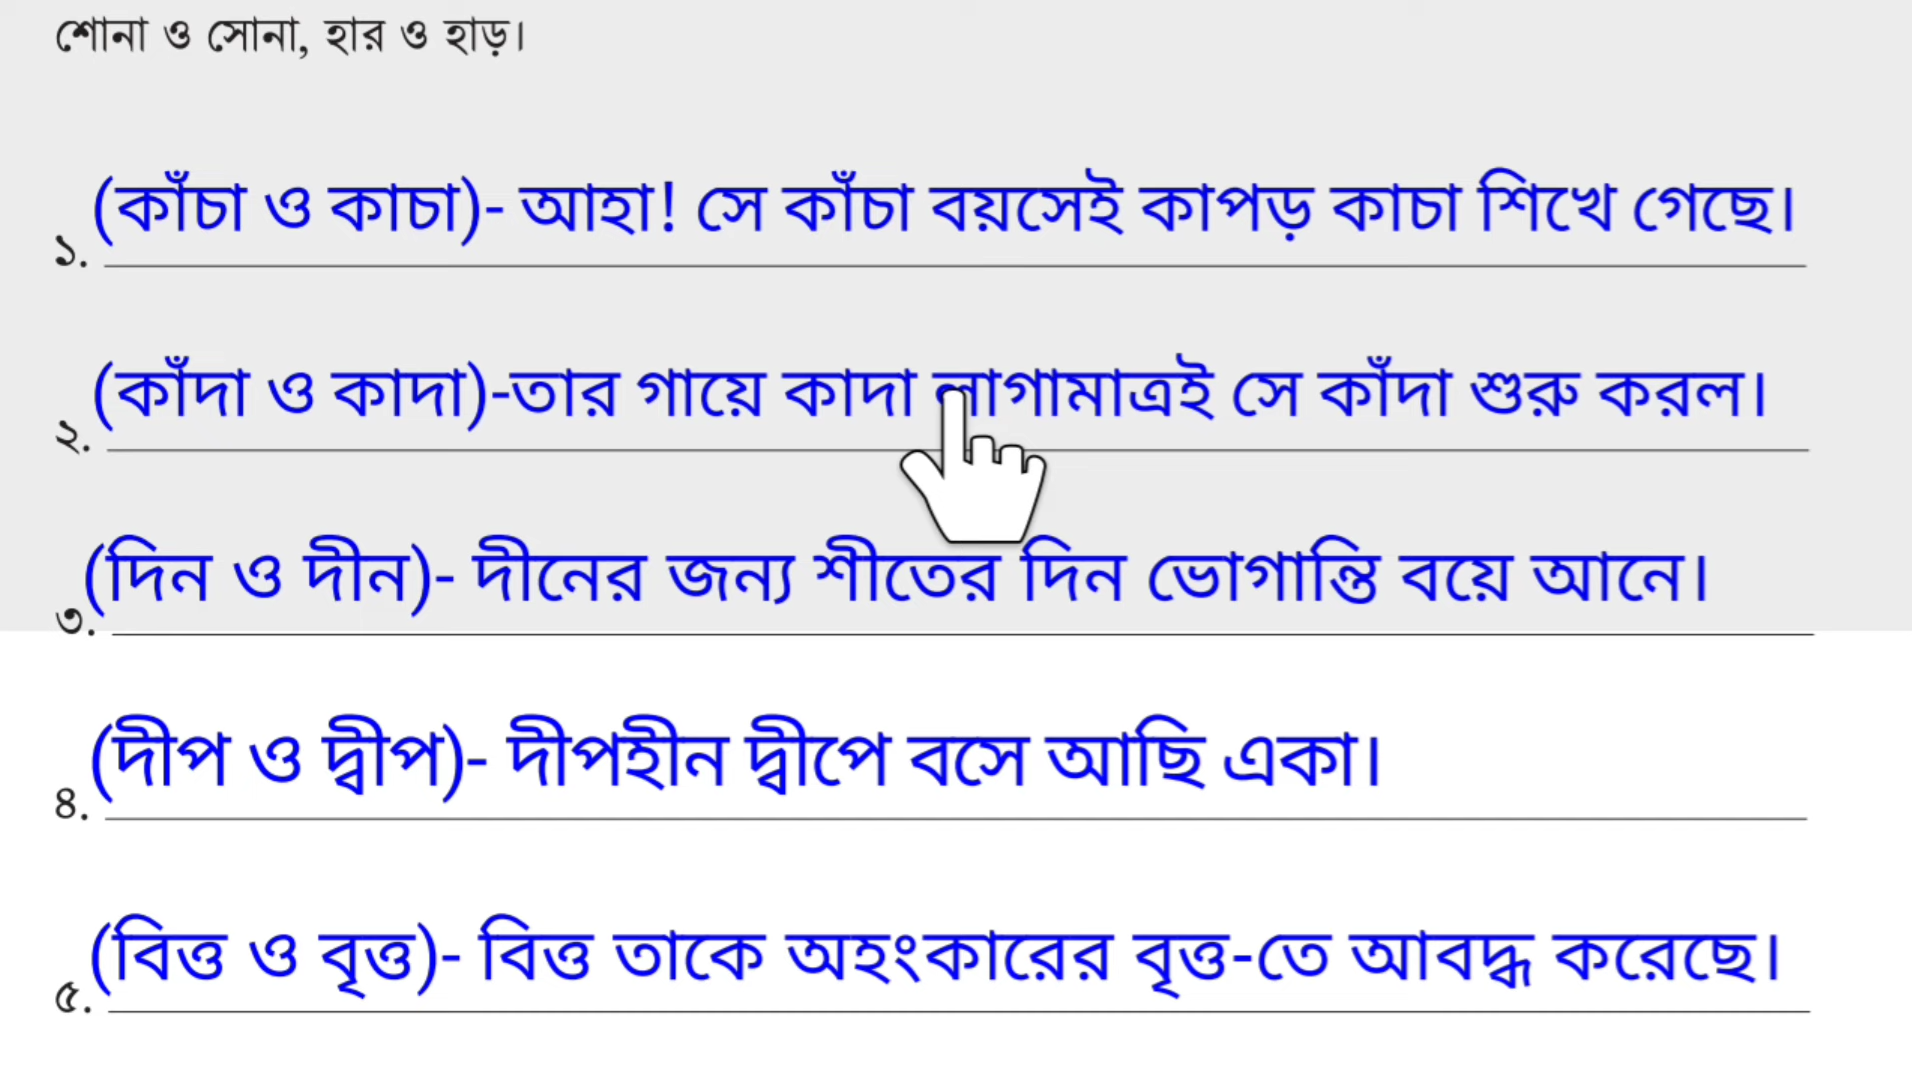 শোনা ও সোনা, হার ও হাড়।
(কাঁচা ও কাচা)- আহা! সে কাঁচা বয়সেই কাপড় কাচা শিখে গেছে।
১.
(কাঁদা ও কাদা)-তার গায়ে কাদা লাগামাত্রই সে কাঁদা শুরু করল।
২.
(দিন ও দীন)- দীনের জন্য শীতের দিন ভোগান্তি বয়ে আনে।
৩.
(দীপ ও দ্বীপ)- দীপহীন দ্বীপে বসে আছি একা।
৪.
(বিত্ত ও বৃত্ত)- বিত্ত তাকে অহংকারের বৃত্ত-তে আবদ্ধ করেছে।
৫.